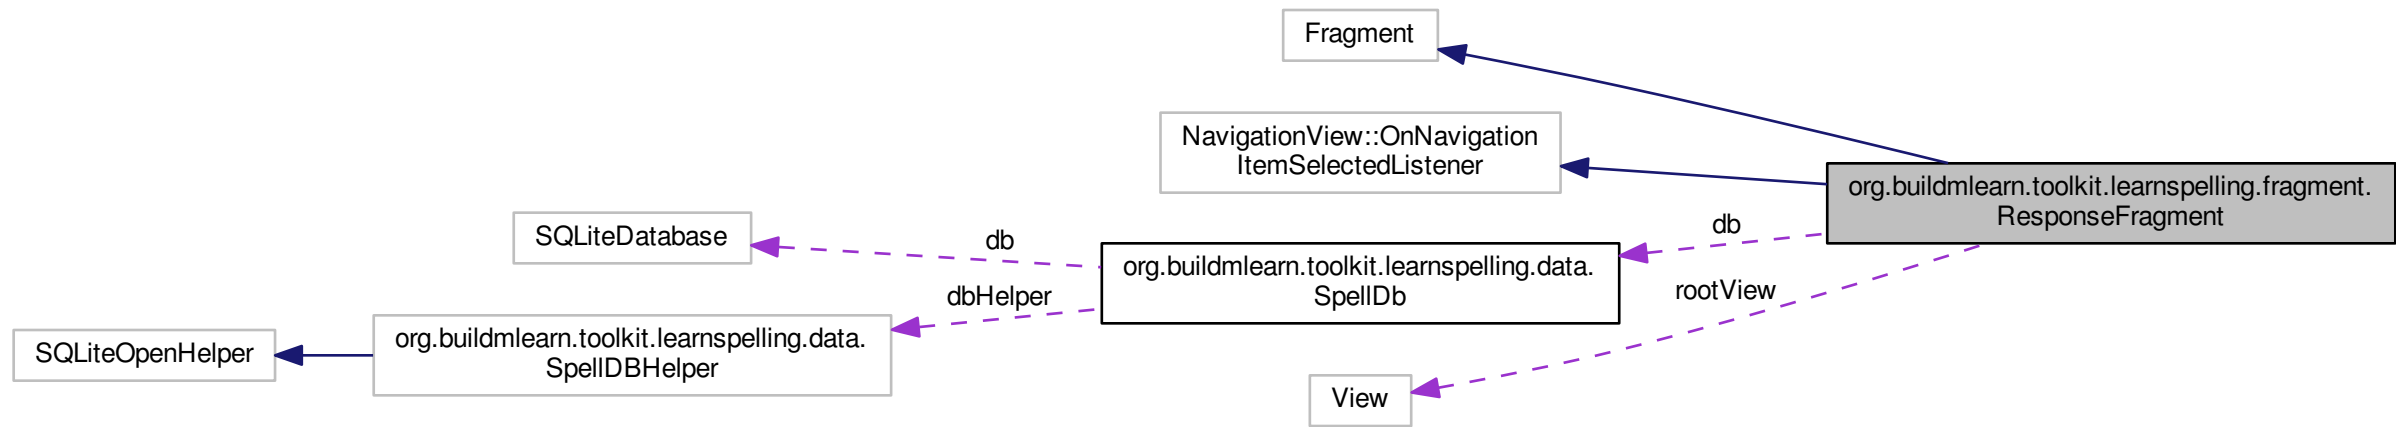 Fragment
NavigationView::OnNavigation
ItemSelectedListener
org.buildmlearn.toolkit.learnspelling.fragment.
ResponseFragment
SQLiteDatabase
db
db
org.buildmlearn.toolkit.learnspelling.data.
SpellDb
dbHelper
rootView
SQLiteOpenHelper
org.buildmlearn.toolkit.learnspelling.data.
SpellDBHelper
View